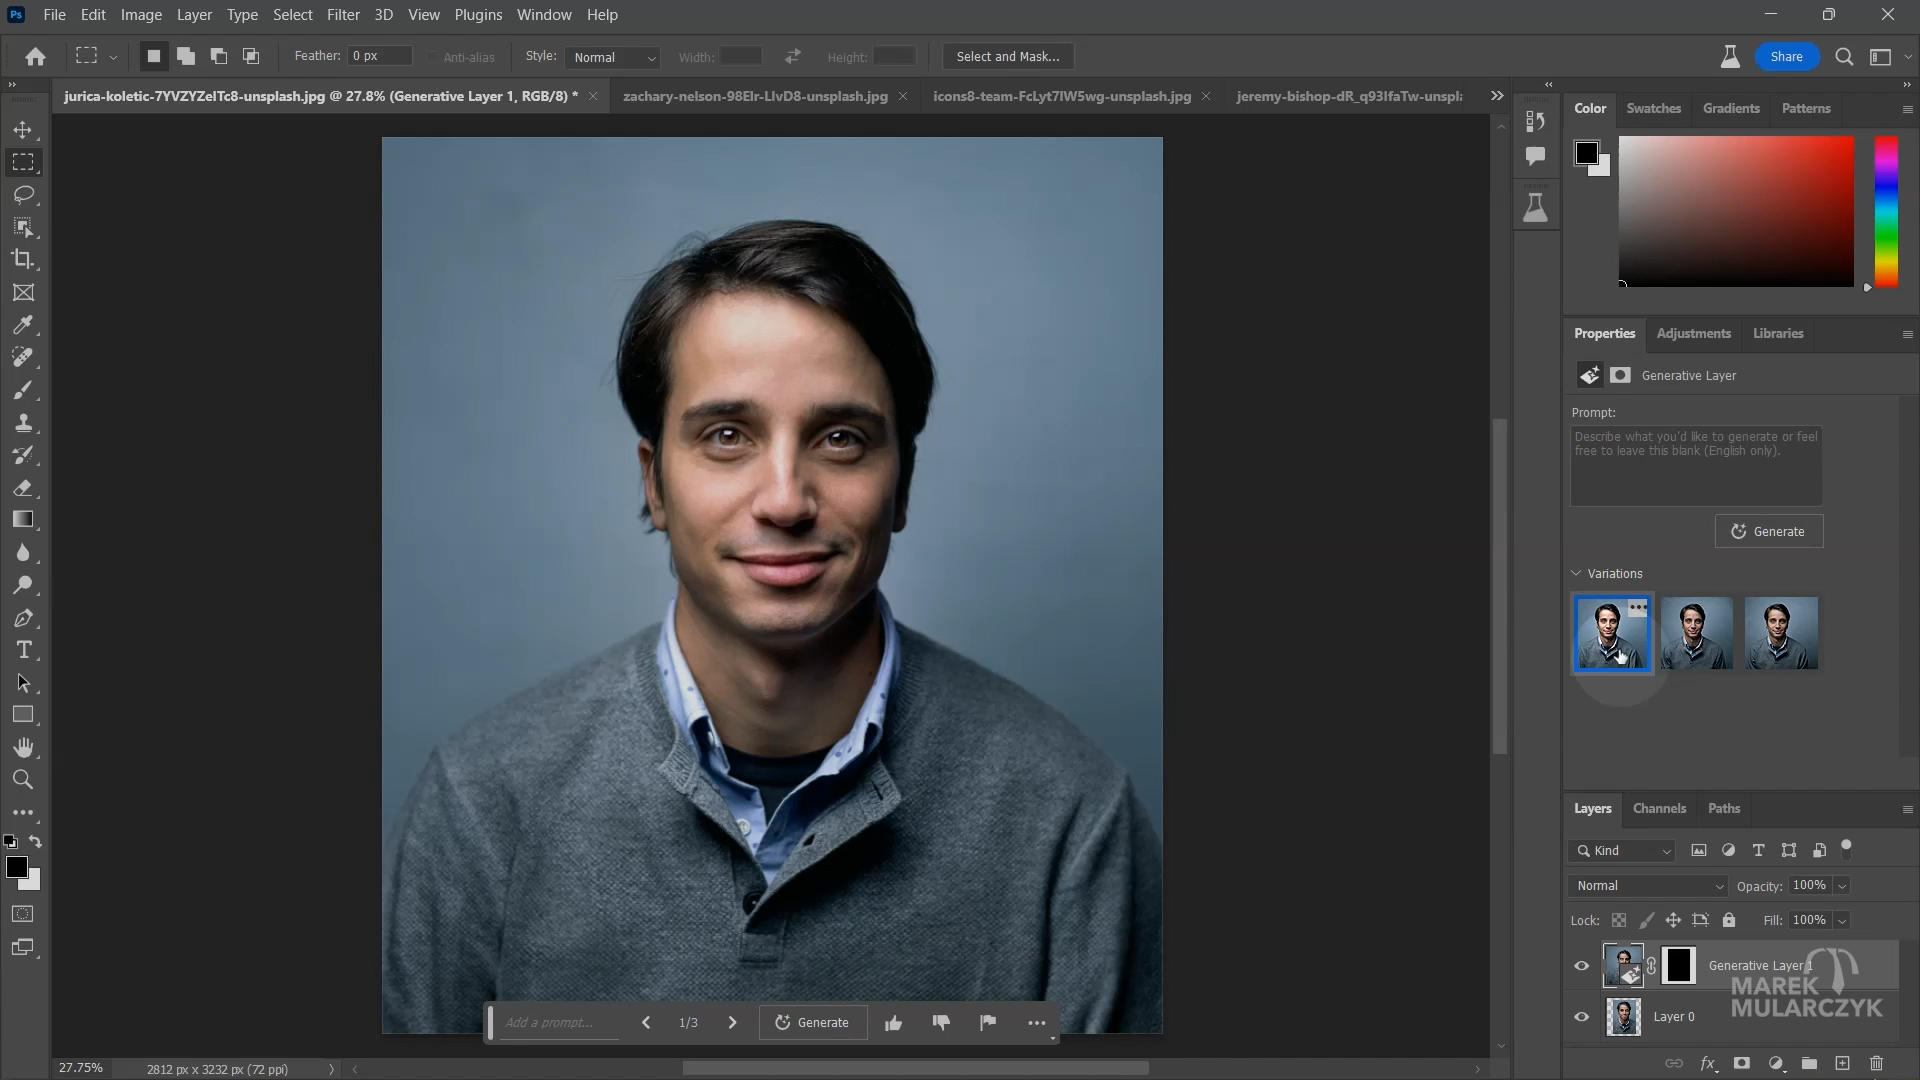 Ps File Edit Image Layer Type Select Filter 3D View Plugins Window Help
Feather: 0 px Anti-alias Style: Normal Width: Height: Select and Mask... Share
jurica-koletic-7YVZYZeITc8-unsplash.jpg @ 27.8% (Generative Layer 1, RGB/8) * zachary-nelson-98Elr-LIvD8-unsplash.jpg icons8-team-FcLyt7lW5wg-unsplash.jpg jeremy-bishop-dR_q93lfaTw-unspl
Color Swatches Gradients Patterns
Properties Adjustments Libraries
Generative Layer
Prompt:
Describe what you'd like to generate or feel
free to leave this blank (English only).
Generate
Variations
Layers Channels Paths
Kind
Normal Opacity: 100%
Lock: Fill: 100%
Generative Layer 1
Layer 0
MAREK
MULARCZYK
Add a prompt... 1/3 Generate
27.75% 2812 px x 3232 px (72 ppi)